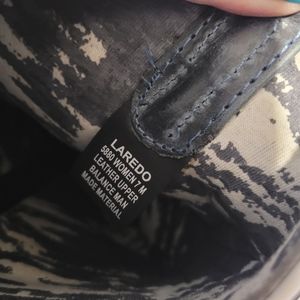 LAREDO
5880 WOMEN 7 M
LEATHER UPPER
BALANCE MAN
MADE MATERIAL